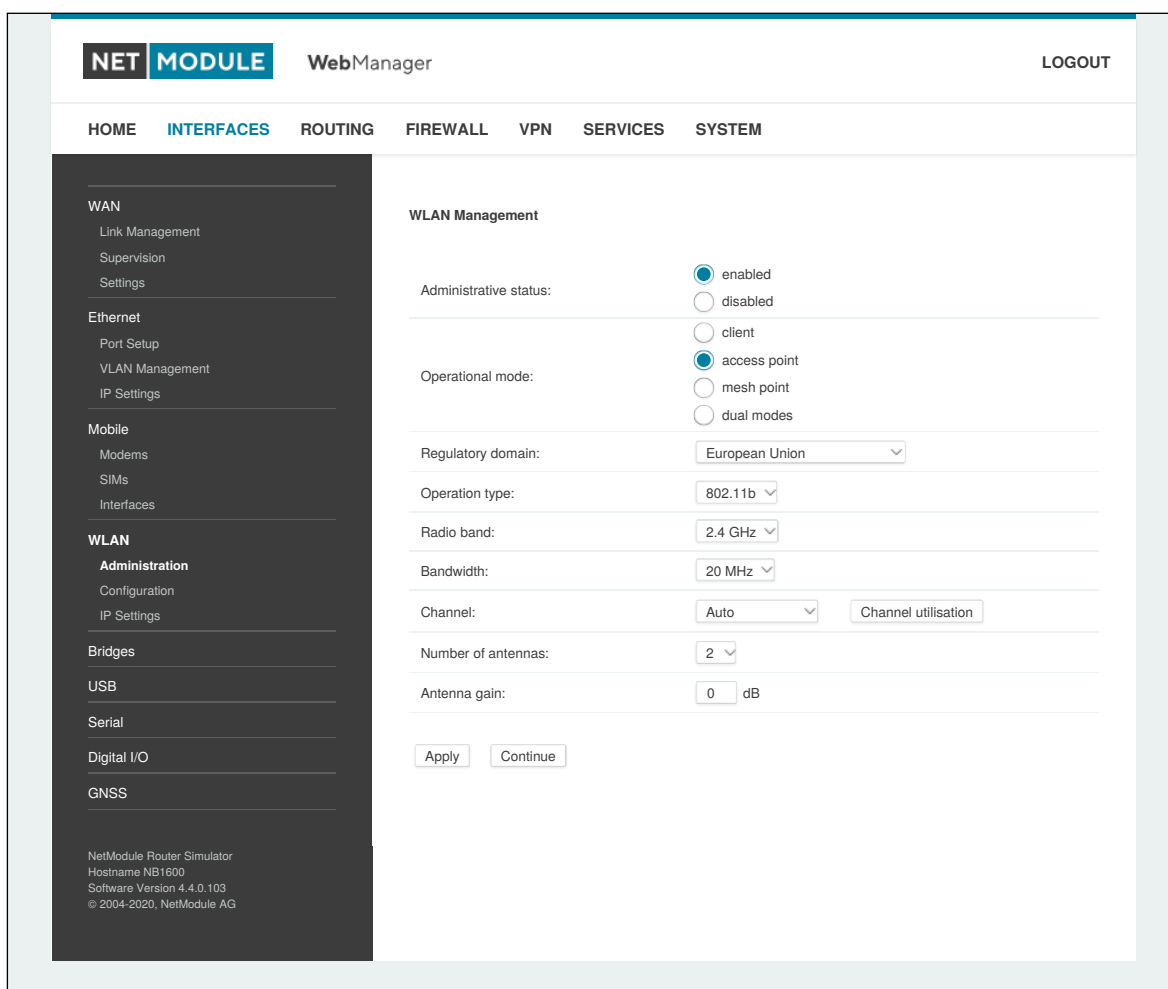 NET MODULE WebManager LOGOUT
HOME INTERFACES ROUTING FIREWALL VPN SERVICES SYSTEM
WAN
Link Management
Supervision
Settings
Ethernet
Port Setup
VLAN Management
IP Settings
Mobile
Modems
SIMs
Interfaces
WLAN
Administration
Configuration
IP Settings
Bridges
USB
Serial
Digital I/O
GNSS
NetModule Router Simulator
Hostname NB1600
Software Version 4.4.0.103
© 2004-2020, NetModule AG
WLAN Management
Administrative status:
enabled
disabled
Operational mode:
client
access point
mesh point
dual modes
Regulatory domain: European Union
Operation type: 802.11b
Radio band: 2.4 GHz
Bandwidth: 20 MHz
Channel: Auto Channel utilisation
Number of antennas: 2
Antenna gain: 0 dB
Apply Continue